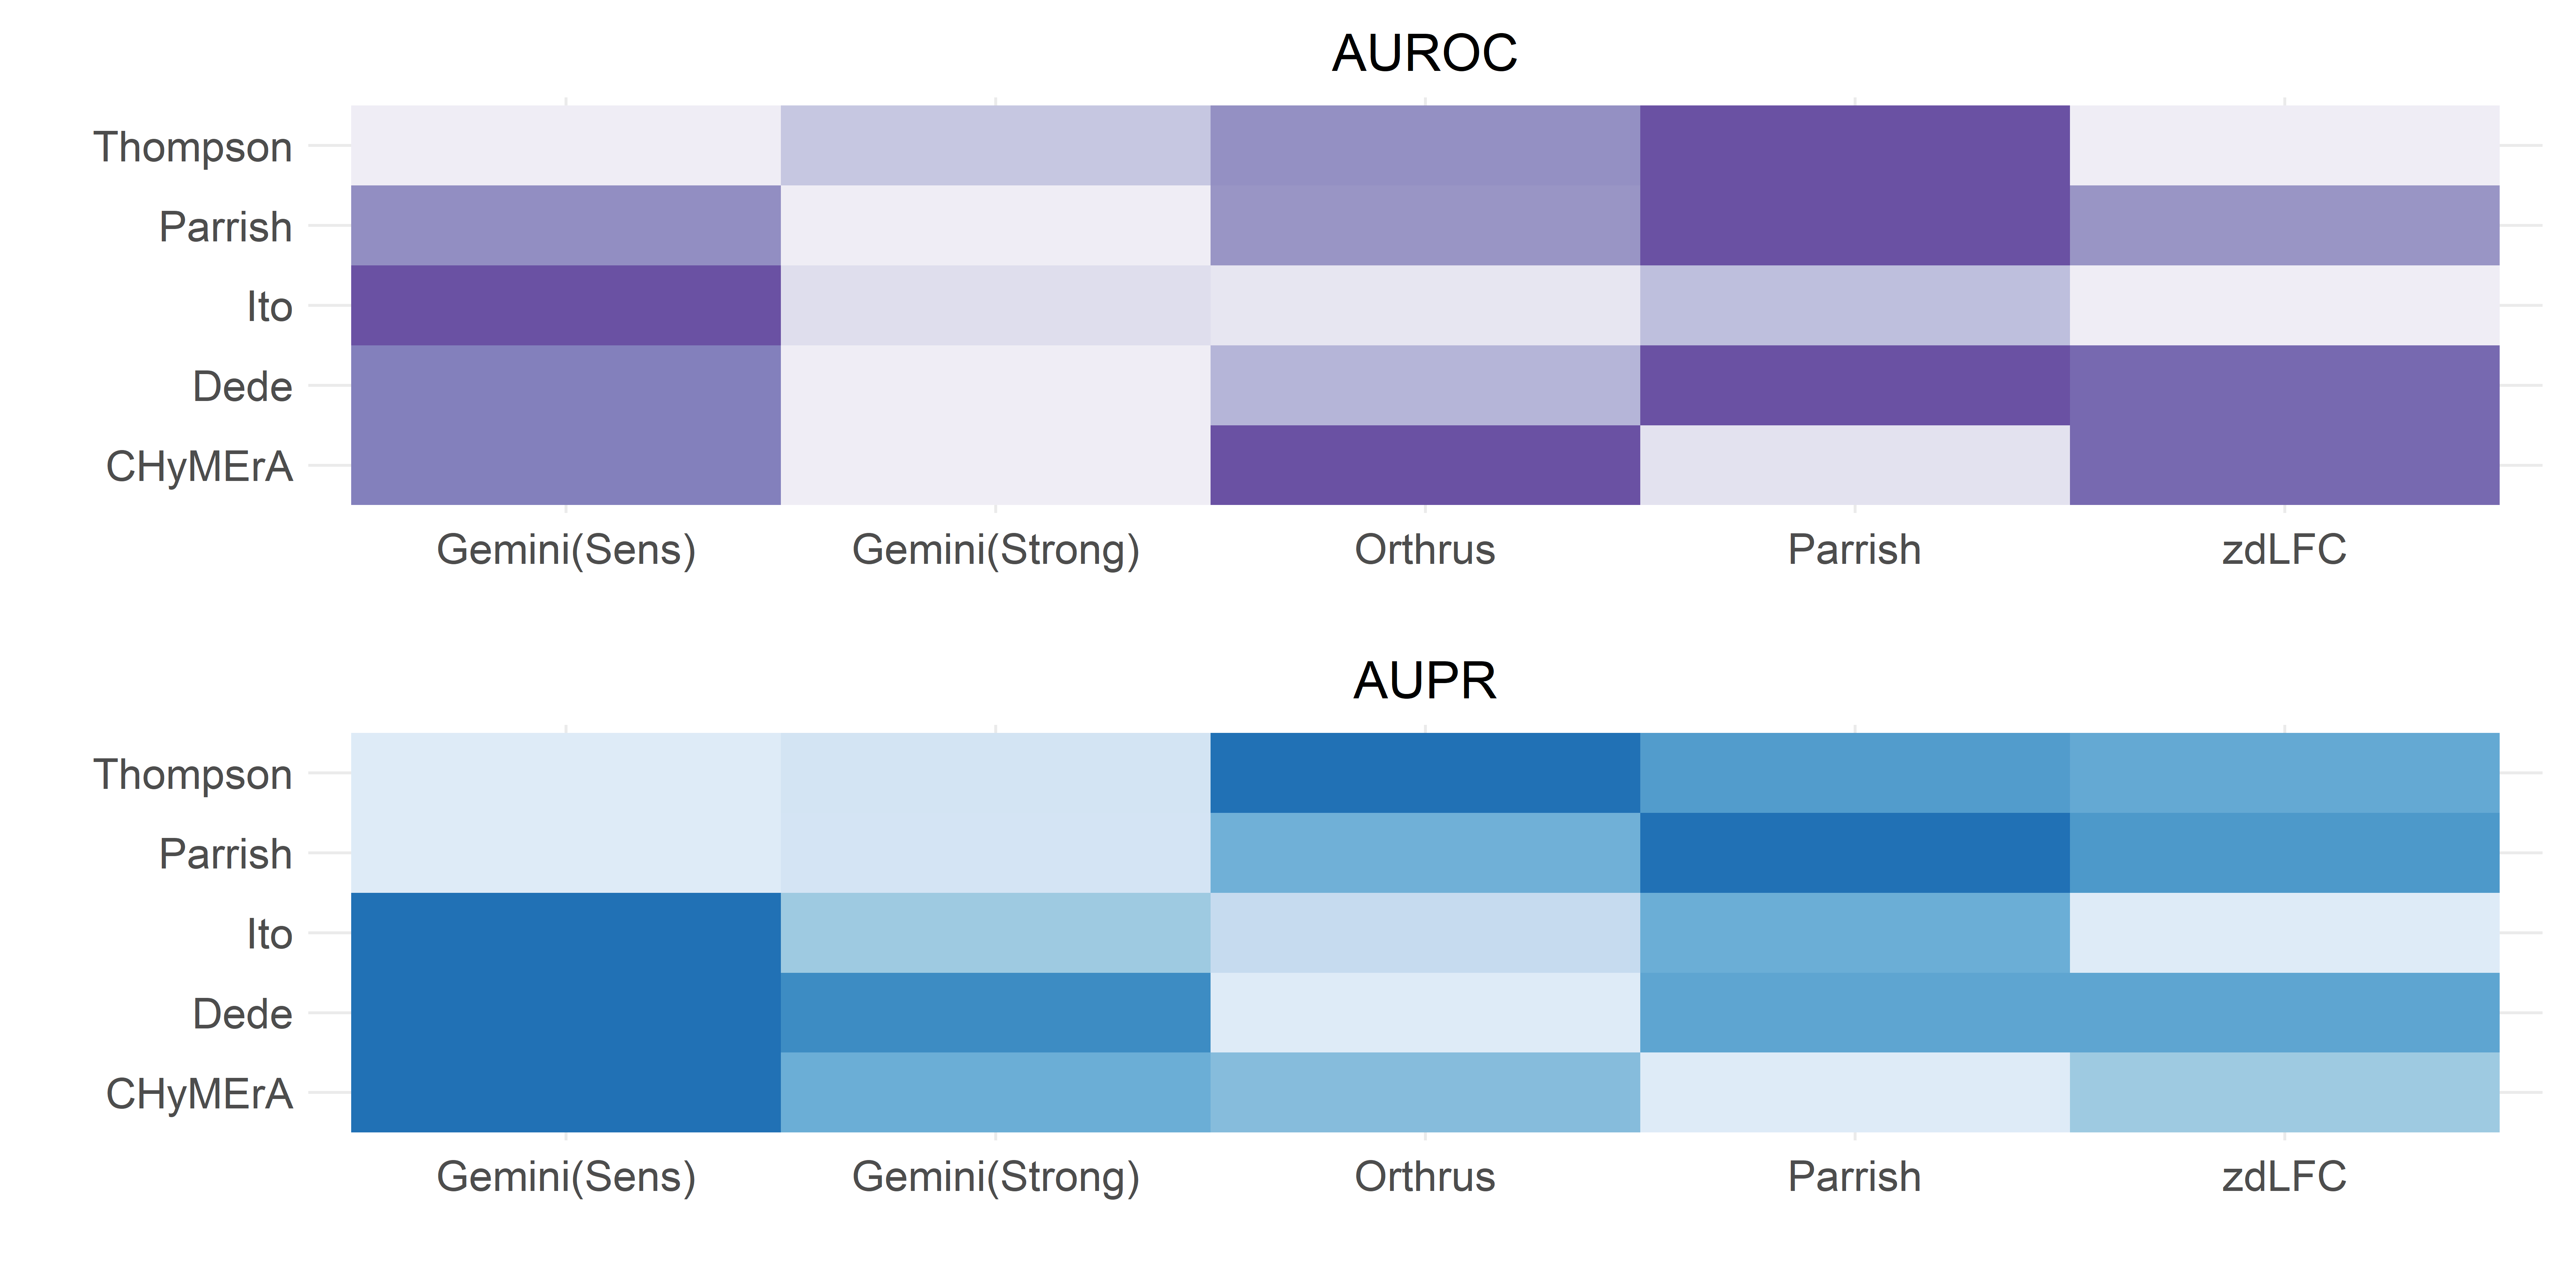 AUROC
Thompson
Parrish
Ito
Dede
CHyMErA
Gemini(Sens) Gemini(Strong) Orthrus Parrish zdLFC
AUPR
Thompson
Parrish
Ito
Dede
CHyMErA
Gemini(Sens) Gemini(Strong) Orthrus Parrish zdLFC